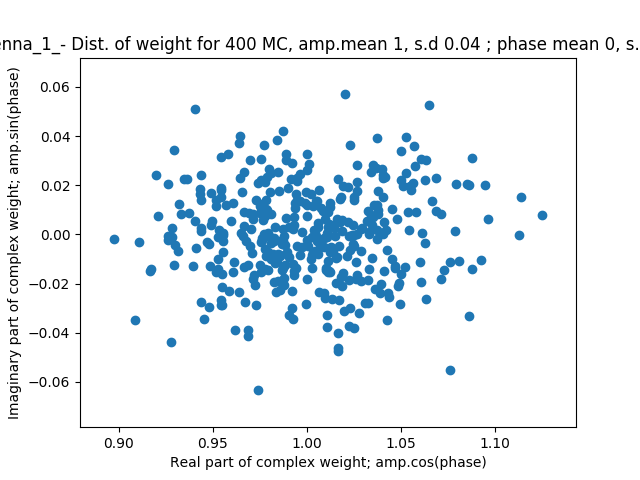 enna_1_- Dist. of weight for 400 MC, amp.mean 1, s.d 0.04 ; phase mean 0, s.
Imaginary part of complex weight; amp.sin(phase)
0.06
0.04
0.02
0.00
−0.02
−0.04
−0.06
0.90 0.95 1.00 1.05 1.10
Real part of complex weight; amp.cos(phase)